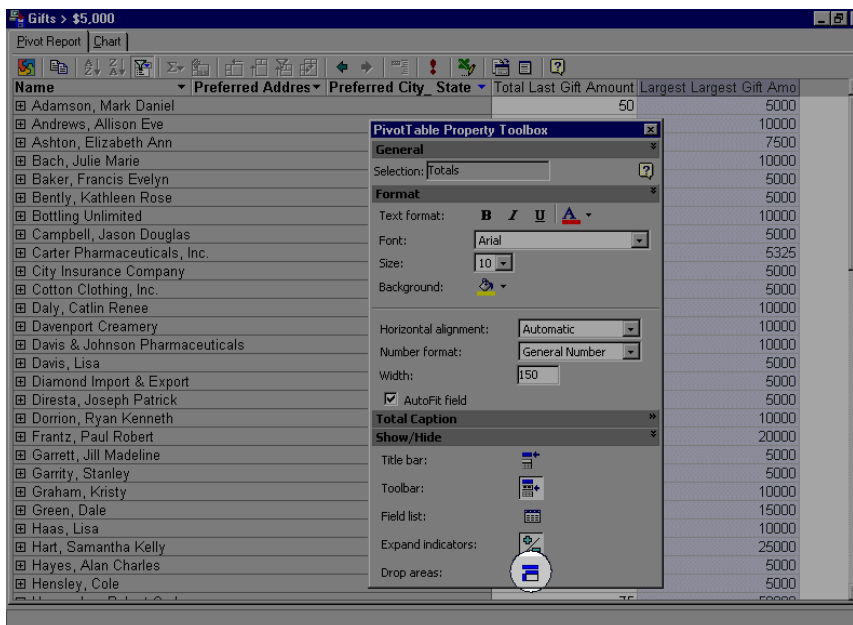 Gifts > $5,000
Pivot Report Chart
Name Preferred Addres Preferred City_ State Total Last Gift Amount Largest Largest Gift Amo
Adamson, Mark Daniel 50 5000
Andrews, Allison Eve 10000
Ashton, Elizabeth Ann 7500
Bach, Julie Marie 10000
Baker, Francis Evelyn 5000
Bently, Kathleen Rose 5000
Bottling Unlimited 10000
Campbell, Jason Douglas 5000
Carter Pharmaceuticals, Inc. 5325
City Insurance Company 5000
Cotton Clothing, Inc. 5000
Daly, Catlin Renee 10000
Davenport Creamery 10000
Davis & Johnson Pharmaceuticals 10000
Davis, Lisa 5000
Diamond Import & Export 5000
Diresta, Joseph Patrick 5000
Dorrion, Ryan Kenneth 10000
Frantz, Paul Robert 20000
Garrett, Jill Madeline 5000
Garrity, Stanley 5000
Graham, Kristy 10000
Green, Dale 15000
Haas, Lisa 10000
Hart, Samantha Kelly 25000
Hayes, Alan Charles 5000
Hensley, Cole 5000
PivotTable Property Toolbox
General
Selection: Totals
Format
Text format: B I U A
Font: Arial
Size: 10
Background:
Horizontal alignment: Automatic
Number format: General Number
Width: 150
AutoFit field
Total Caption
Show/Hide
Title bar:
Toolbar:
Field list:
Expand indicators:
Drop areas: